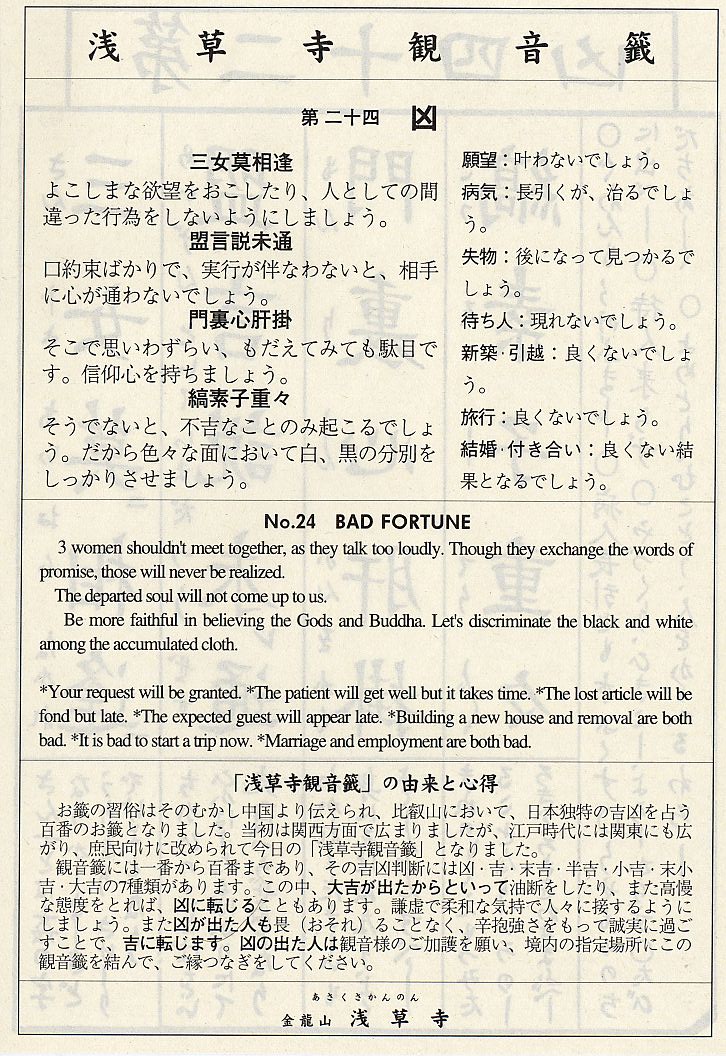 浅草寺観音籤
第二十四 凶
三女莫相逢
よこしまな欲望をおこしたり、人としての間
違った行為をしないようにしましょう。
盟言説未通
口約束ばかりで、実行が伴なわないと、相手
に心が通わないでしょう。
門裏心肝掛
そこで思いわずらい、もだえてみても駄目で
す。信仰心を持ちましょう。
縞素子重々
そうでないと、不吉なことのみ起こるでしょ
う。だから色々な面において白、黒の分別を
しっかりさせましょう。
願望：叶わないでしょう。
病気：長引くが、治るでしょ
う。
失物：後になって見つかるで
しょう。
待ち人：現れないでしょう。
新築·引越：良くないでしょ
う。
旅行：良くないでしょう。
結婚·付き合い：良くない結
果となるでしょう。
No.24 BAD FORTUNE
3 women shouldn't meet together, as they talk too loudly. Though they exchange the words of
promise, those will never be realized.
The departed soul will not come up to us.
Be more faithful in believing the Gods and Buddha. Let's discriminate the black and white
among the accumulated cloth.
*Your request will be granted. *The patient will get well but it takes time. *The lost article will be
fond but late. *The expected guest will appear late. *Building a new house and removal are both
bad. *It is bad to start a trip now. *Marriage and employment are both bad.
「浅草寺観音籤」の由来と心得
お籤の習俗はそのむかし中国より伝えられ、比叡山において、日本独特の吉凶を占う
百番のお籤となりました。当初は関西方面で広まりましたが、江戸時代には関東にも広
がり、庶民向けに改められて今日の「浅草寺観音籤」となりました。
観音籤には一番から百番まであり、その吉凶判断には凶·吉·末吉·半吉·小吉·末小
吉·大吉の7種類があります。この中、大吉が出たからといって油断をしたり、また高慢
な態度をとれば、凶に転じることもあります。謙虚で柔和な気持で人々に接するように
しましょう。また凶が出た人も畏（おそれ）ることなく、辛抱強さをもって誠実に過ご
すことで、吉に転じます。凶の出た人は観音様のご加護を願い、境内の指定場所にこの
観音籤を結んで、ご縁つなぎをしてください。
あさくさかんのん
金龍山 浅草寺